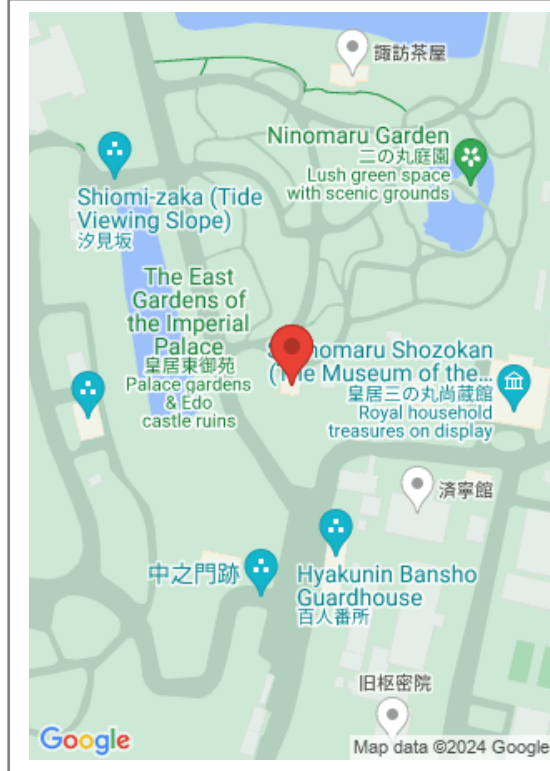 諏訪茶屋
Ninomaru Garden
二の丸庭園
Lush green space
with scenic grounds
Shiomi-zaka (Tide
Viewing Slope)
汐見坂
The East
Gardens of
the Imperial
Palace
皇居東御苑
Palace gardens
& Edo
castle ruins
nomaru Shozokan
(The Museum of the...
皇居三の丸尚蔵館
Royal household
treasures on display
済寧館
中之門跡
Hyakunin Bansho
Guardhouse
百人番所
旧枢密院
Google
Map data ©2024 Google